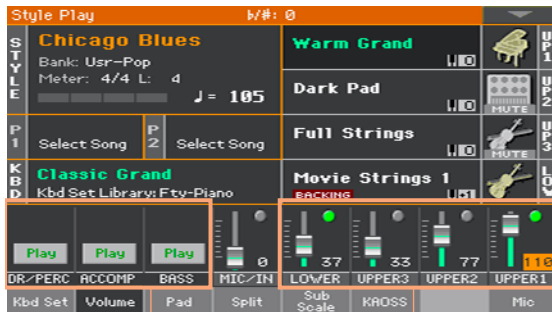 Style Play ♭/#: 0
STYLE
Chicago Blues
Bank: Usr-Pop
Meter: 4/4 L: 4
♩= 105
Warm Grand
UP1
Dark Pad
MUTE
UP2
P1
Select Song
P2
Select Song
Full Strings
MUTE
UP3
KBD
Classic Grand
Kbd Set Library: Fty-Piano
Movie Strings 1
BACKING
LOW
Play Play Play 0 37 33 77 110
DR/PERC ACCOMP BASS MIC/IN LOWER UPPER3 UPPER2 UPPER1
Kbd Set Volume Pad Split Sub Scale KAOSS Mic